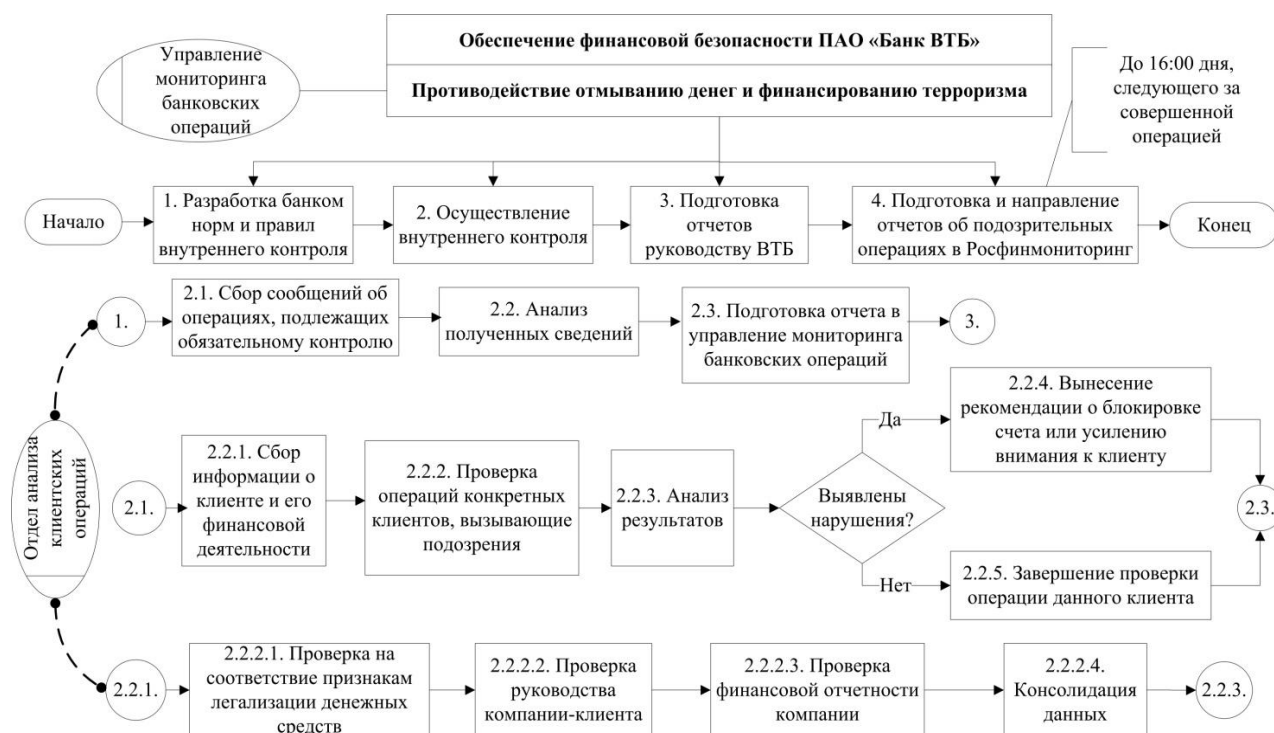 Управление
мониторинга
банковских
операций
Обеспечение финансовой безопасности ПАО «Банк ВТБ»
Противодействие отмыванию денег и финансированию терроризма
До 16:00 дня,
следующего за
совершенной
операцией
Начало
1. Разработка банком
норм и правил
внутреннего контроля
2. Осуществление
внутреннего контроля
3. Подготовка
отчетов
руководству ВТБ
4. Подготовка и направление
отчетов об подозрительных
операциях в Росфинмониторинг
Конец
1.
2.1. Сбор сообщений об
операциях, подлежащих
обязательному контролю
2.2. Анализ
полученных сведений
2.3. Подготовка отчета в
управление мониторинга
банковских операций
3.
Отдел анализа
клиентских
операций
2.1.
2.2.1. Сбор
информации о
клиенте и его
финансовой
деятельности
2.2.2. Проверка
операций конкретных
клиентов, вызывающие
подозрения
2.2.3. Анализ
результатов
Выявлены
нарушения?
Да
2.2.4. Вынесение
рекомендации о блокировке
счета или усилению
внимания к клиенту
Нет
2.2.5. Завершение проверки
операции данного клиента
2.3.
2.2.1.
2.2.2.1. Проверка на
соответствие признакам
легализации денежных
средств
2.2.2.2. Проверка
руководства
компании-клиента
2.2.2.3. Проверка
финансовой отчетности
компании
2.2.2.4.
Консолидация
данных
2.2.3.